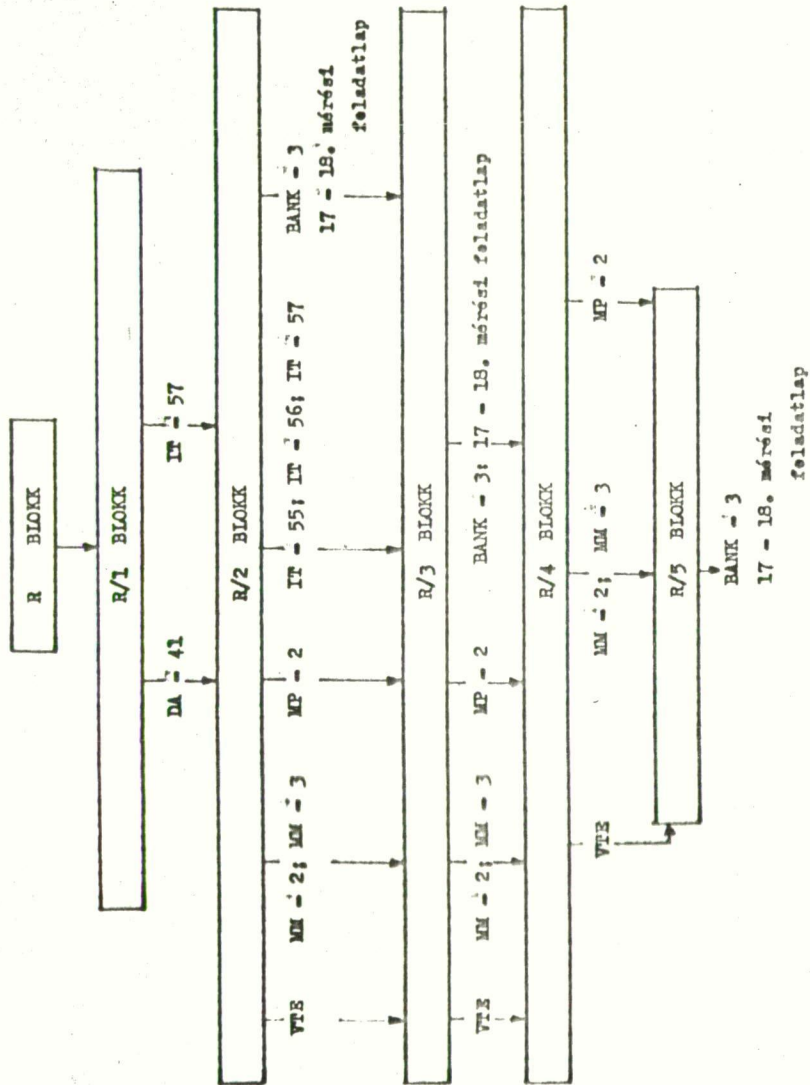 R BLOKK
R/1 BLOKK
DA - 41
IT - 57
R/2 BLOKK
VTE
MM - 2; MM - 3
MP - 2
IT - 55; IT - 56; IT - 57
BANK - 3
17 - 18. mérési
feladatlap
R/3 BLOKK
VTE
MM - 2; MM - 3
MP - 2
BANK - 3; 17 - 18. mérési feladatlap
R/4 BLOKK
VTE
MM - 2; MM - 3
MP - 2
R/5 BLOKK
BANK - 3
17 - 18. mérési
feladatlap